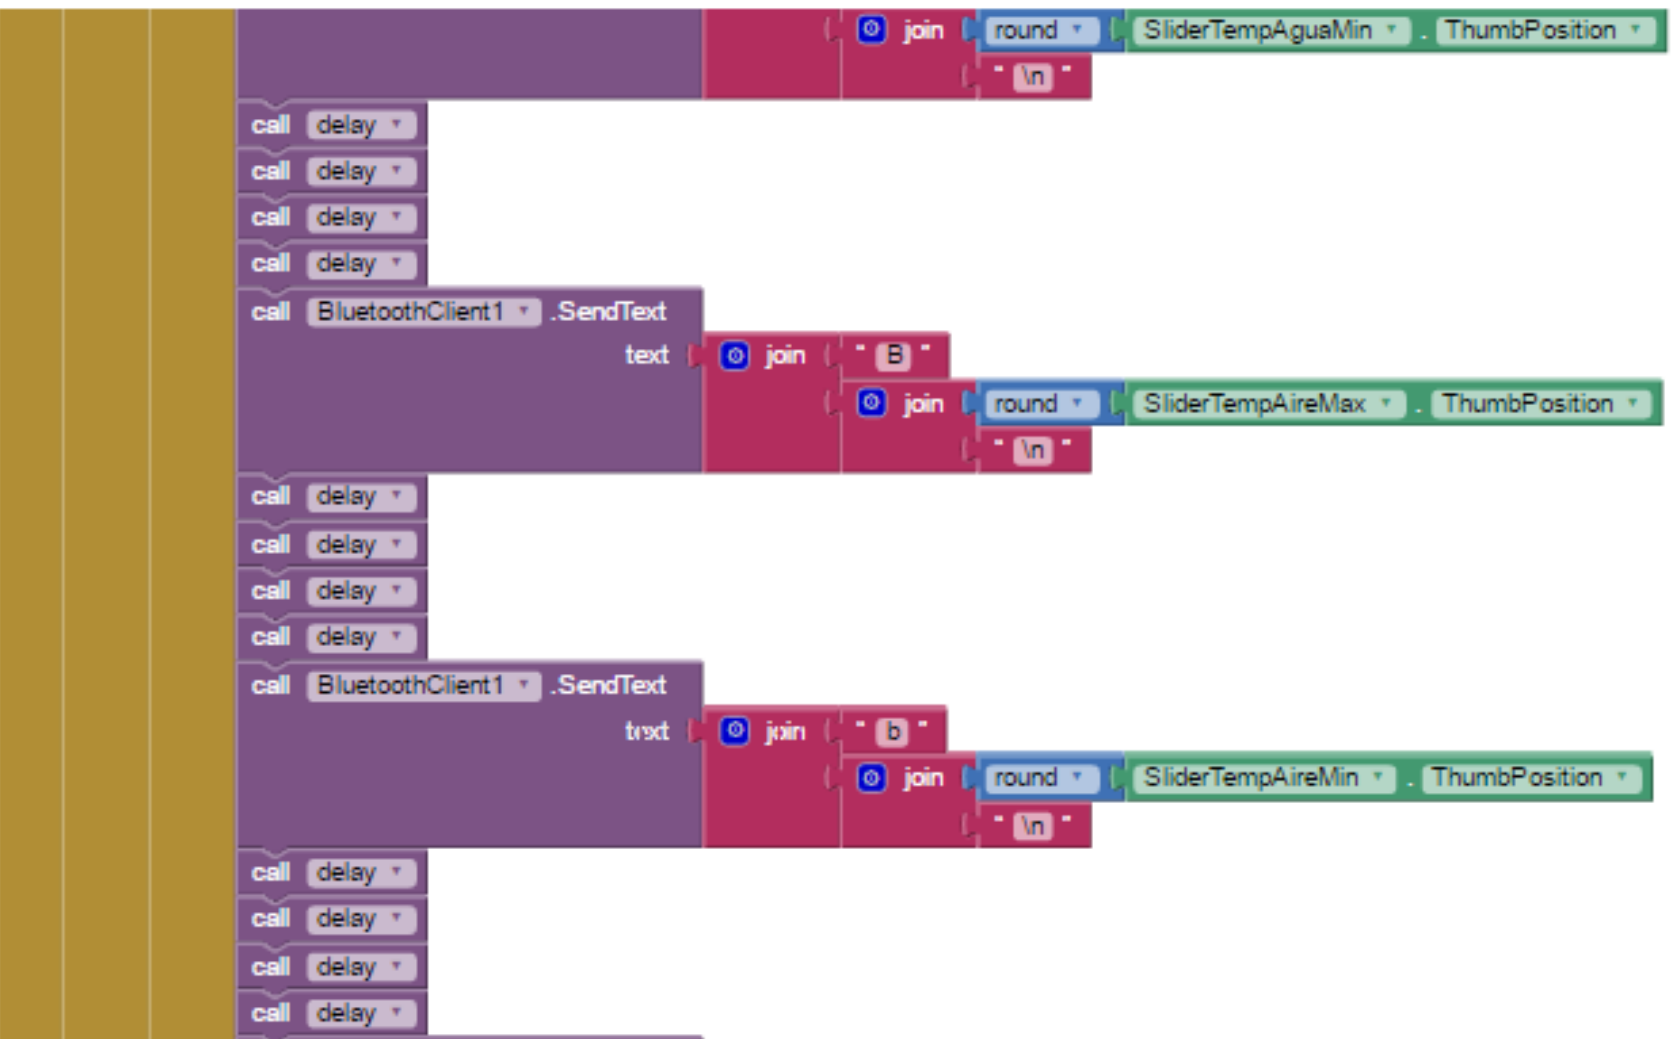 join round SliderTempAguaMin . ThumbPosition
" \n "
call delay
call delay
call delay
call delay
call BluetoothClient1 .SendText
text join " B "
join round SliderTempAireMax . ThumbPosition
" \n "
call delay
call delay
call delay
call delay
call BluetoothClient1 .SendText
text join " b "
join round SliderTempAireMin . ThumbPosition
" \n "
call delay
call delay
call delay
call delay